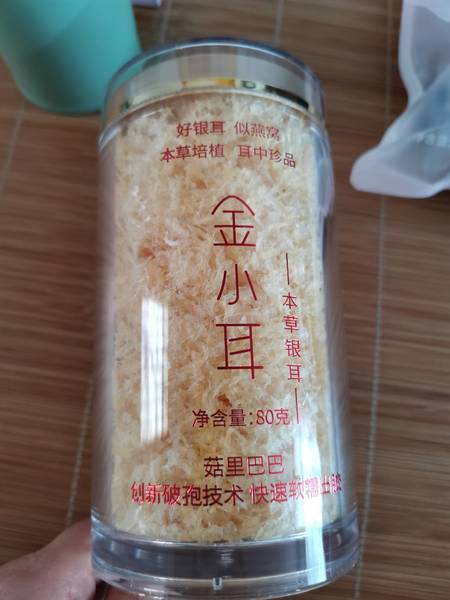 好银耳 似燕窝
本草培植 耳中珍品
金小耳
本草银耳
净含量:80克
菇里巴巴
创新破孢技术 快速软糯出胶